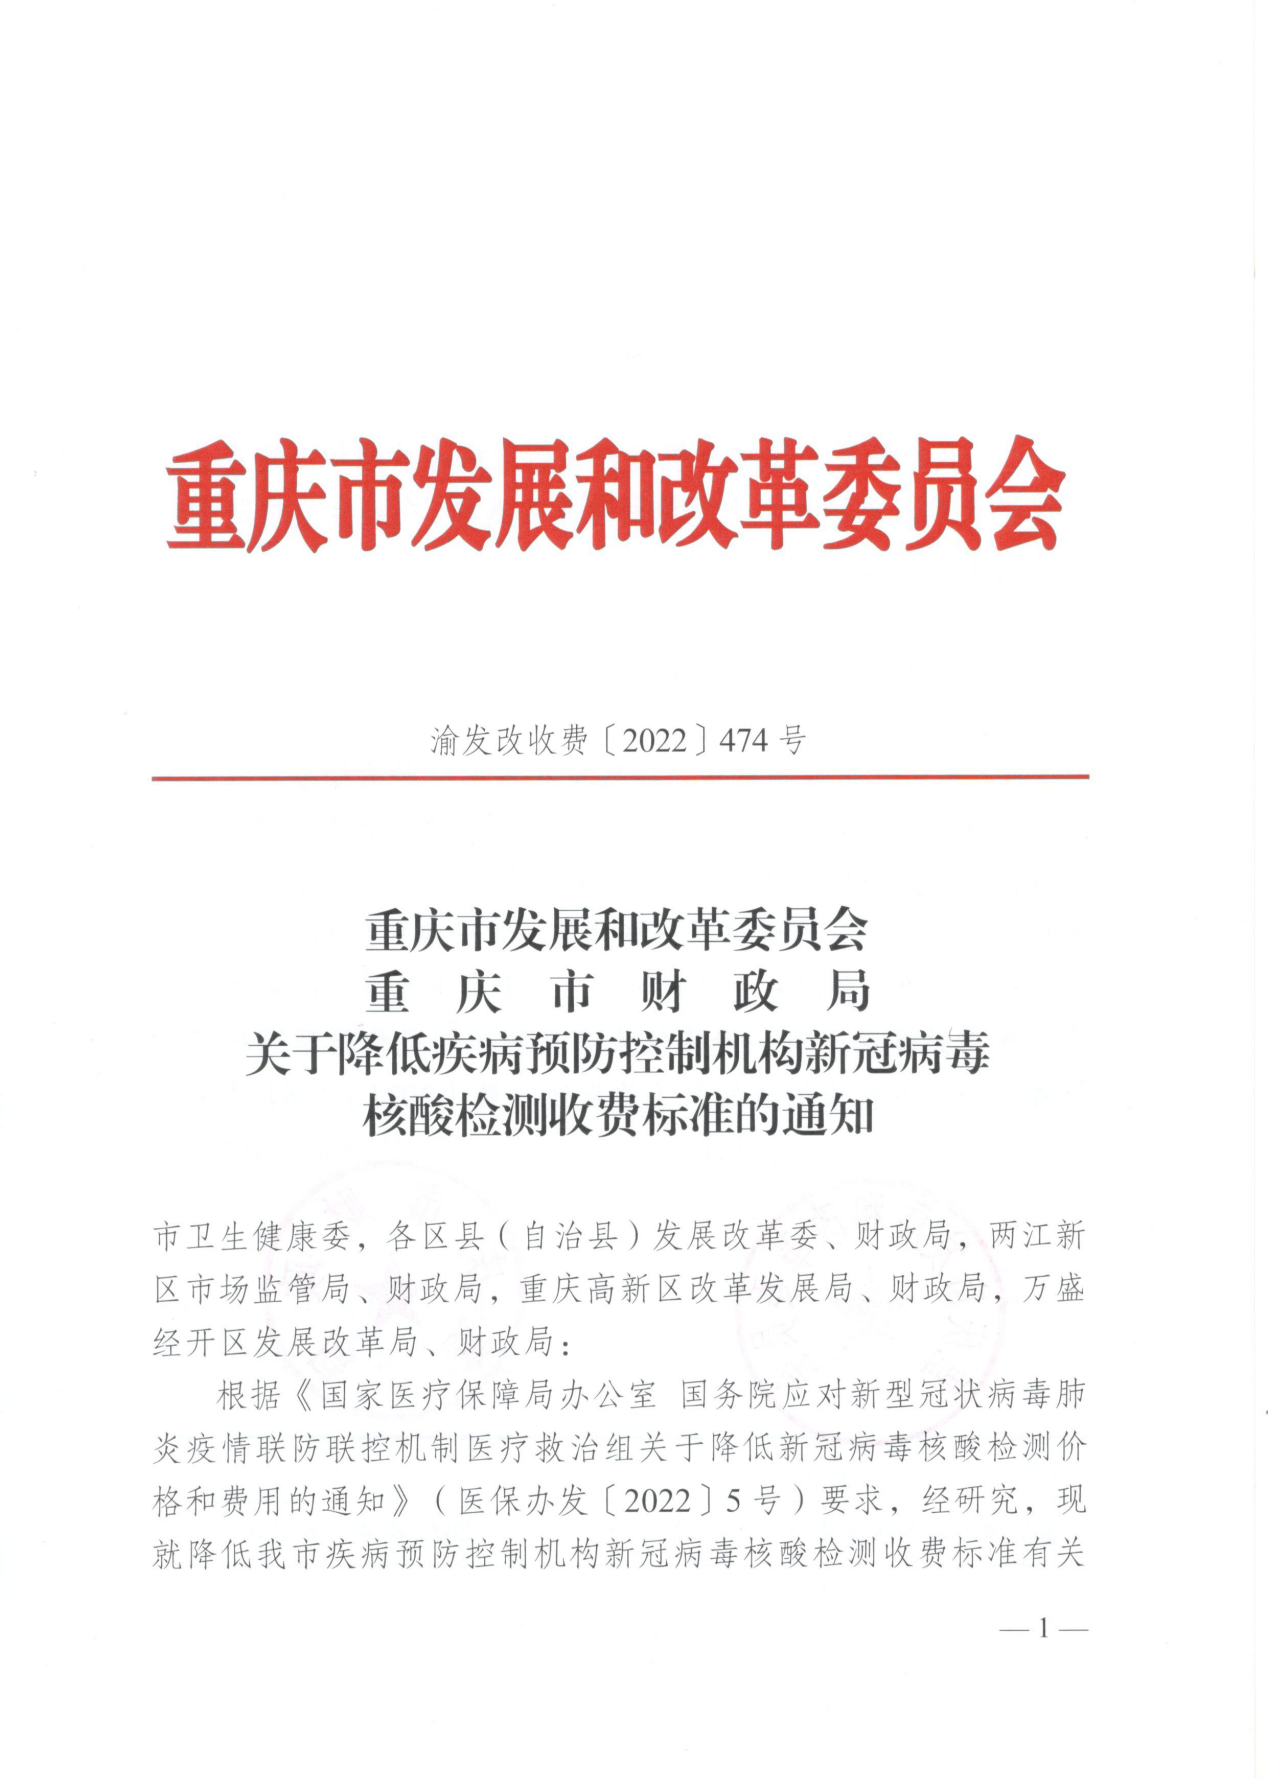 重庆市发展和改革委员会
渝发改收费〔2022〕474号
重庆市发展和改革委员会
重庆市财政局
关于降低疾病预防控制机构新冠病毒
核酸检测收费标准的通知
市卫生健康委，各区县（自治县）发展改革委、财政局，两江新
区市场监管局、财政局，重庆高新区改革发展局、财政局，万盛
经开区发展改革局、财政局：
根据《国家医疗保障局办公室 国务院应对新型冠状病毒肺
炎疫情联防联控机制医疗救治组关于降低新冠病毒核酸检测价
格和费用的通知》（医保办发〔2022〕5号）要求，经研究，现
就降低我市疾病预防控制机构新冠病毒核酸检测收费标准有关
— 1 —